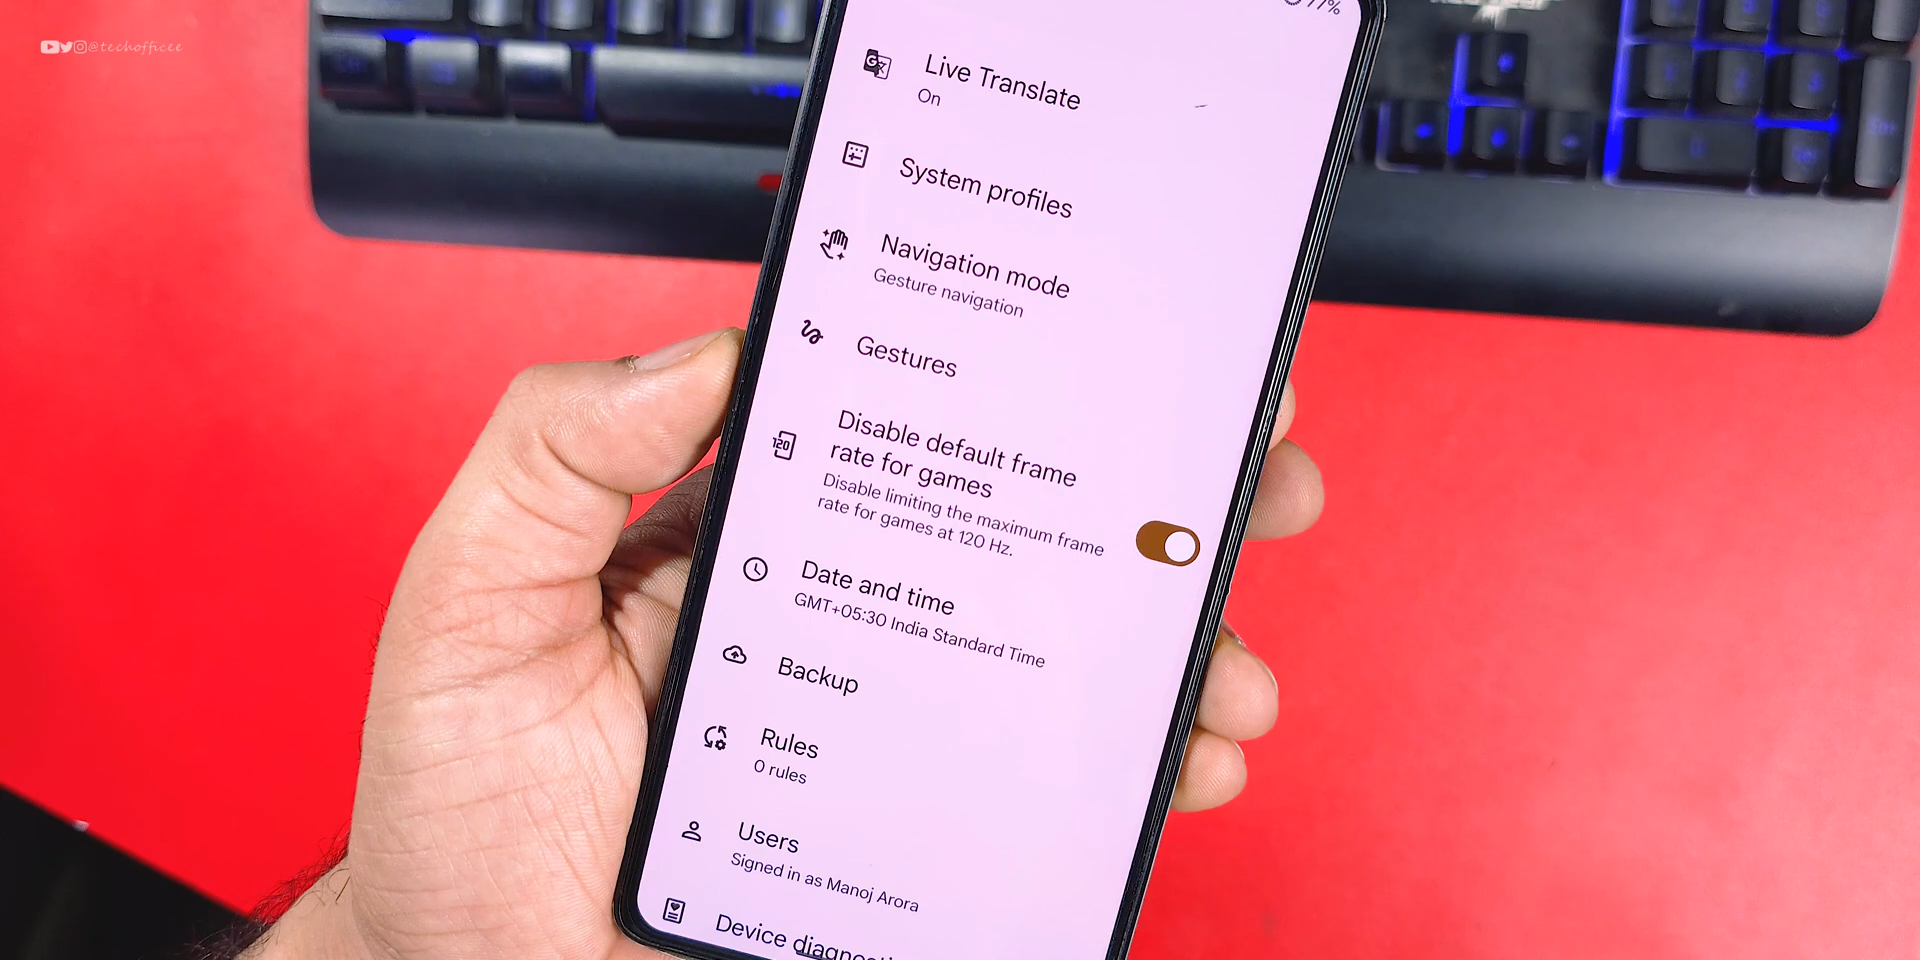 @techofficee
77%
Live Translate
On
System profiles
Navigation mode
Gesture navigation
Gestures
120
Disable default frame
rate for games
Disable limiting the maximum frame
rate for games at 120 Hz.
Date and time
GMT+05:30 India Standard Time
Backup
Rules
0 rules
Users
Signed in as Manoj Arora
Device